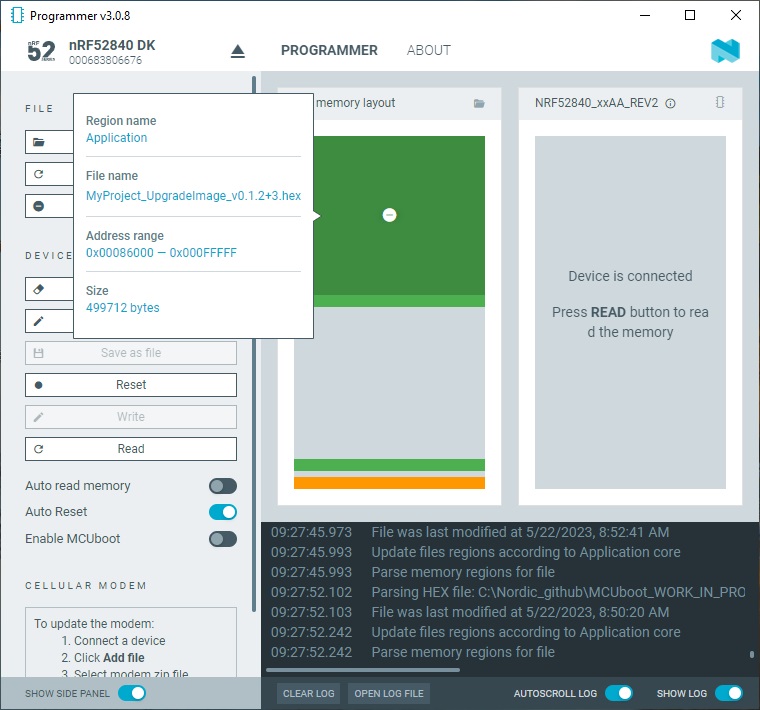 Programmer v3.0.8
nRF
52
SERIES
nRF52840 DK
000683806676
PROGRAMMER
ABOUT
FILE
Region name
Application
File name
MyProject_UpgradeImage_v0.1.2+3.hex
Address range
0x00086000 — 0x000FFFFF
Size
499712 bytes
DEVICE
Save as file
Reset
Write
Read
Auto read memory
Auto Reset
Enable MCUboot
CELLULAR MODEM
To update the modem:
1. Connect a device
2. Click Add file
3. Select modem zip file
SHOW SIDE PANEL
memory layout
NRF52840_xxAA_REV2
Device is connected
Press READ button to rea
d the memory
09:27:45.973 File was last modified at 5/22/2023, 8:52:41 AM
09:27:45.993 Update files regions according to Application core
09:27:45.993 Parse memory regions for file
09:27:52.102 Parsing HEX file: C:\Nordic_github\MCUboot_WORK_IN_PRO
09:27:52.103 File was last modified at 5/22/2023, 8:50:20 AM
09:27:52.242 Update files regions according to Application core
09:27:52.242 Parse memory regions for file
CLEAR LOG
OPEN LOG FILE
AUTOSCROLL LOG
SHOW LOG